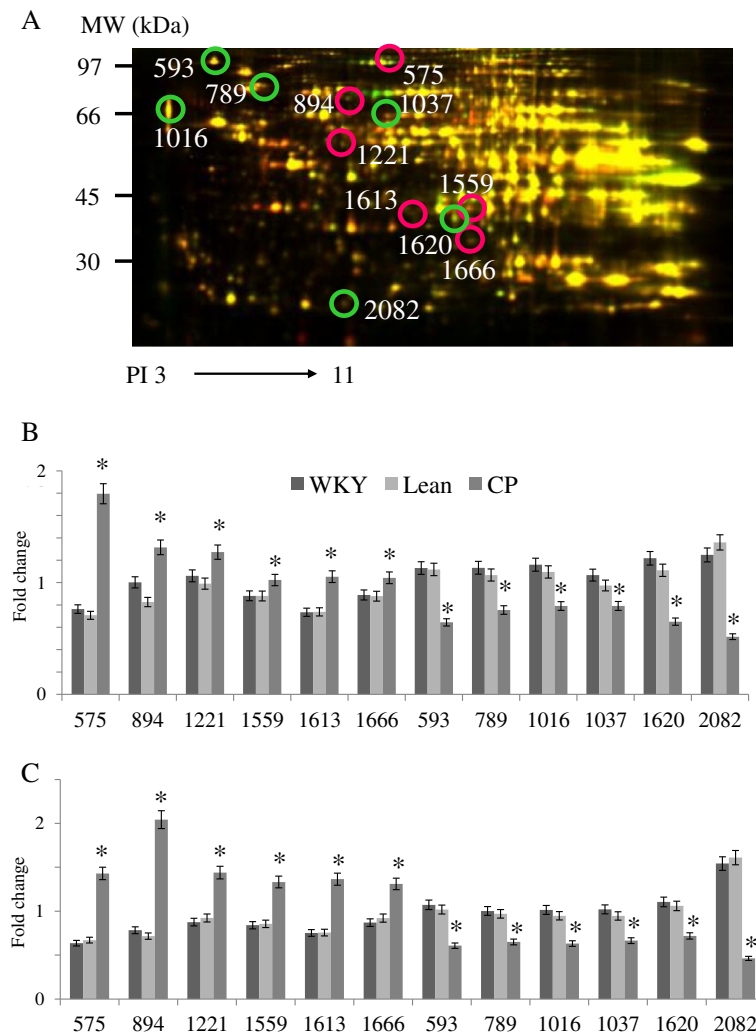 A
MW (kDa)
97
66
45
30
593
789
1016
575
894
1037
1221
1613
1559
1620
1666
2082
PI 3
11
B
WKY Lean CP
Fold change
2
1
0
* * * * * * * * * * * *
575 894 1221 1559 1613 1666 593 789 1016 1037 1620 2082
C
Fold change
2
1
0
* * * * * * * * * * * *
575 894 1221 1559 1613 1666 593 789 1016 1037 1620 2082